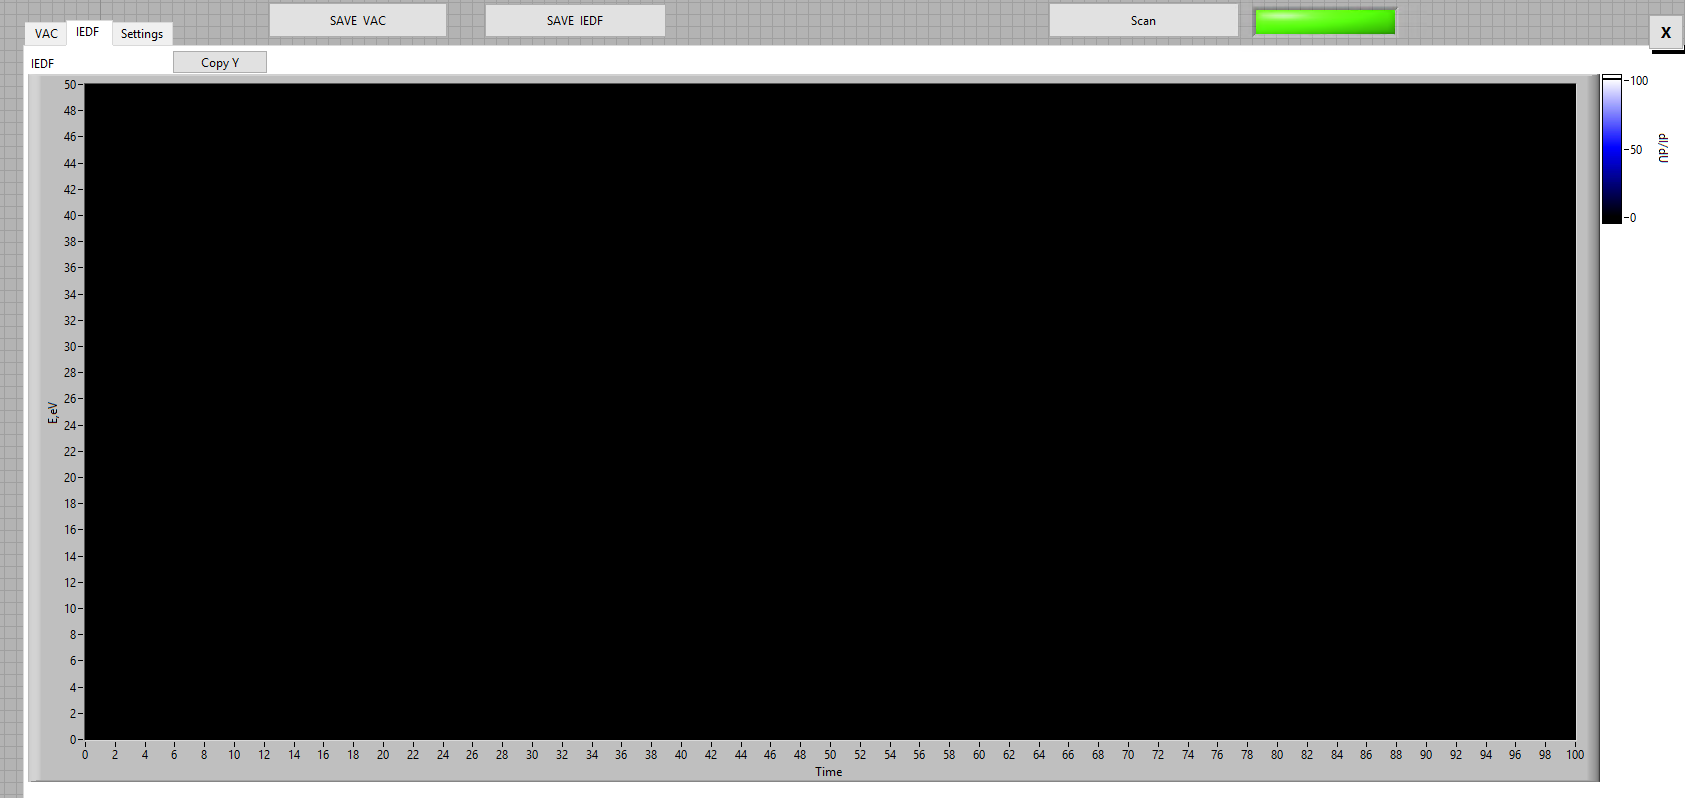 SAVE VAC
SAVE IEDF
Scan
VAC
IEDF
Settings
X
IEDF
Copy Y
50
48
46
44
42
40
38
36
34
32
30
28
26
24
22
20
18
16
14
12
10
8
6
4
2
0
E,eV
0 2 4 6 8 10 12 14 16 18 20 22 24 26 28 30 32 34 36 38 40 42 44 46 48 50 52 54 56 58 60 62 64 66 68 70 72 74 76 78 80 82 84 86 88 90 92 94 96 98 100
Time
100
50
0
dI/dU